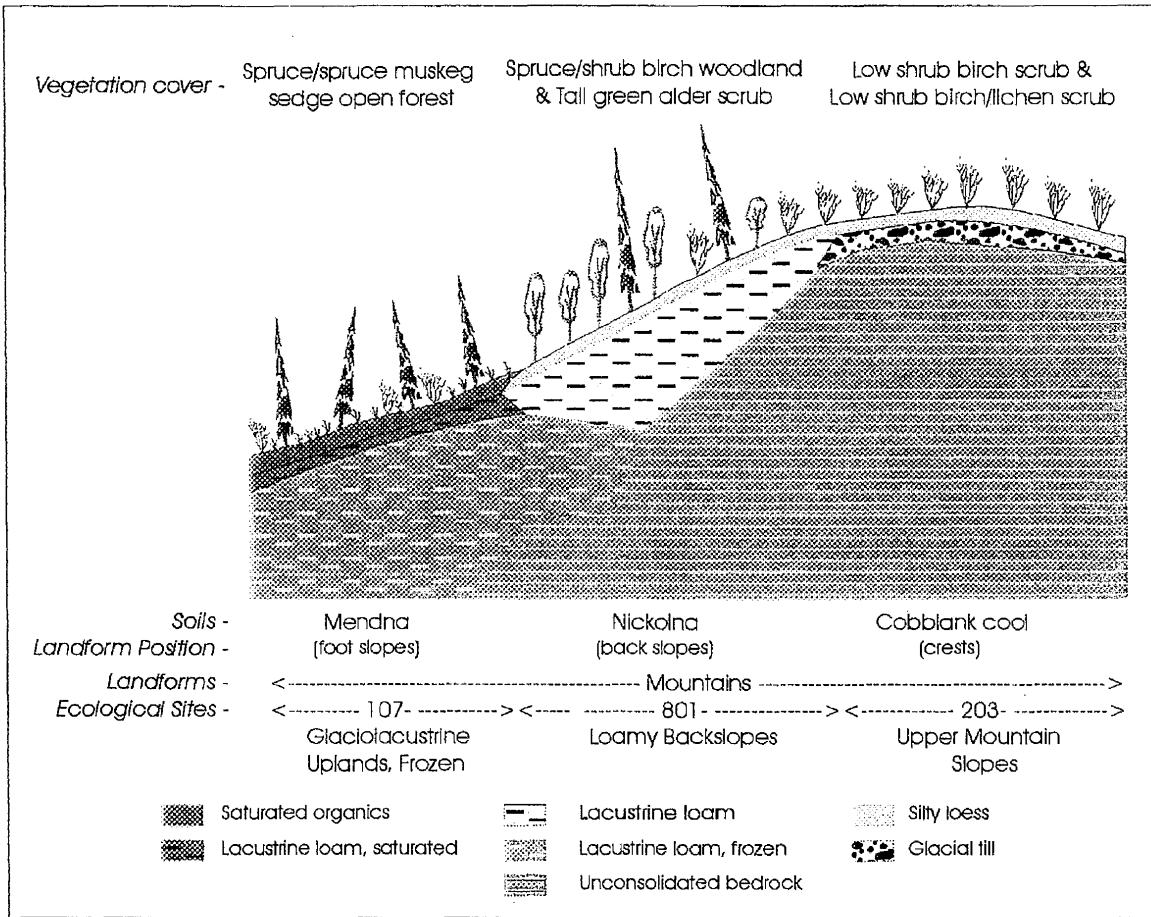 Vegetation cover -
Spruce/spruce muskeg
sedge open forest
Spruce/shrub birch woodland
& Tall green alder scrub
Low shrub birch scrub &
Low shrub birch/lichen scrub
Soils - Mendna Nickolna Cobblank cool
Landform Position - (foot slopes) (back slopes) (crests)
Landforms - <-------------------------------Mountains------------------------------->
Ecological Sites - <--------107-------><---- --------801------------><------------203------------>
Glaciolacustrine
Uplands, Frozen
Loamy Backslopes
Upper Mountain
Slopes
Saturated organics
Lacustrine loam, saturated
Lacustrine loam
Lacustrine loam, frozen
Unconsolidated bedrock
Silty loess
Glacial till